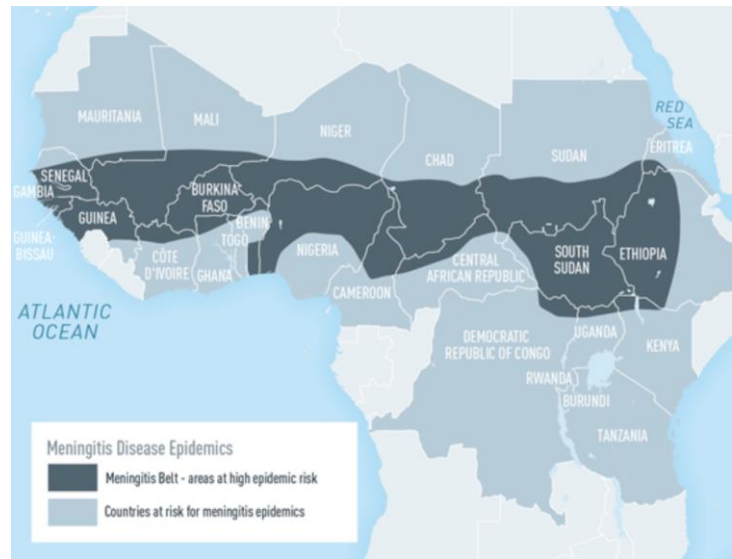 RED
SEA
MAURITANIA
MALI
NIGER
CHAD
SUDAN
ERITREA
SENEGAL
GAMBIA
BURKINA
FASO
GUINEA
GUINEA-
BISSAU
BENIN
TOGO
CÔTE
D'IVOIRE
GHANA
NIGERIA
CENTRAL
AFRICAN REPUBLIC
SOUTH
SUDAN
ETHIOPIA
CAMEROON
ATLANTIC
OCEAN
DEMOCRATIC
REPUBLIC OF CONGO
UGANDA
KENYA
RWANDA
BURUNDI
TANZANIA
Meningitis Disease Epidemics
Meningitis Belt - areas at high epidemic risk
Countries at risk for meningitis epidemics